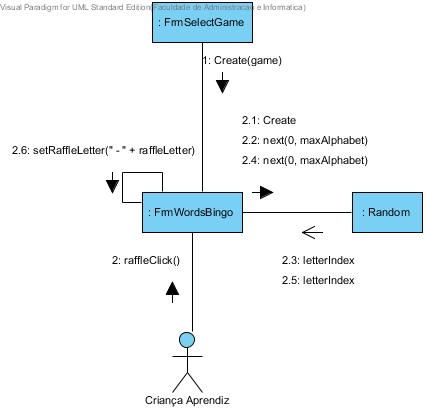 Visual Paradigm for UML Standard Edition(Faculdade de Administracao e Informatica)
: FrmSelectGame
1: Create(game)
2.1: Create
2.2: next(0, maxAlphabet)
2.4: next(0, maxAlphabet)
2.6: setRaffleLetter(" - " + raffleLetter)
: FrmWordsBingo
: Random
2: raffleClick()
2.3: letterIndex
2.5: letterIndex
Criança Aprendiz